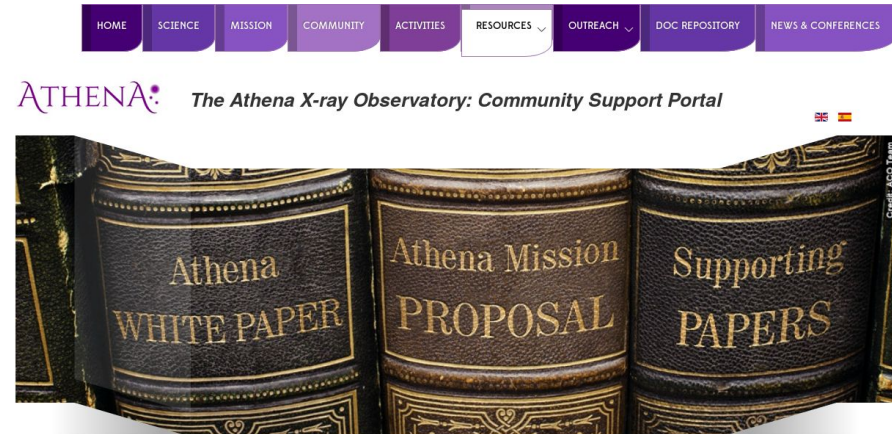 HOME SCIENCE MISSION COMMUNITY ACTIVITIES RESOURCES OUTREACH DOC REPOSITORY NEWS & CONFERENCES
ATHENA
The Athena X-ray Observatory: Community Support Portal
Athena
WHITE PAPER
Athena Mission
PROPOSAL
Supporting
PAPERS